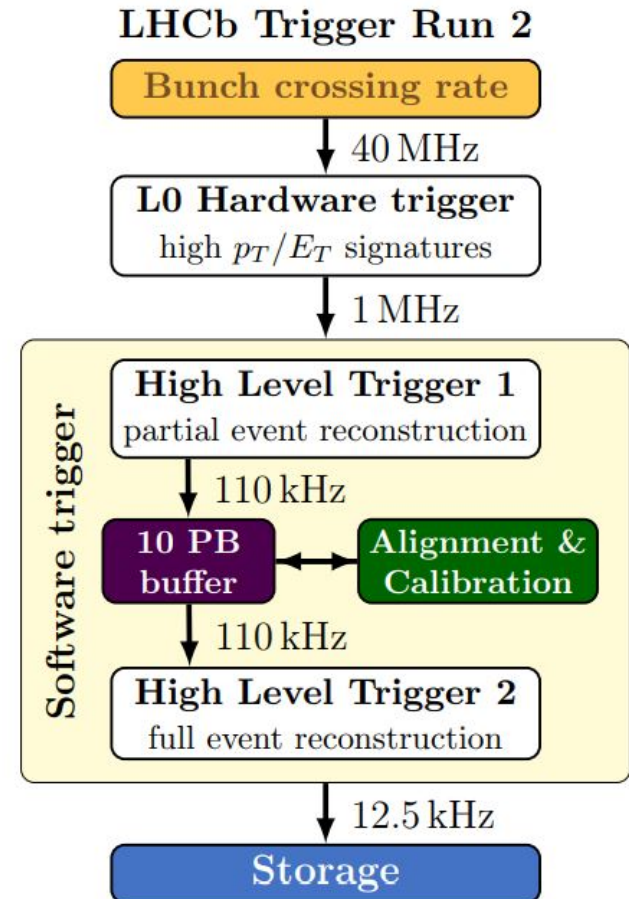 LHCb Trigger Run 2
Bunch crossing rate
40 MHz
L0 Hardware trigger
high p_T/E_T signatures
1 MHz
Software trigger
High Level Trigger 1
partial event reconstruction
110 kHz
10 PB
buffer
Alignment &
Calibration
110 kHz
High Level Trigger 2
full event reconstruction
12.5 kHz
Storage